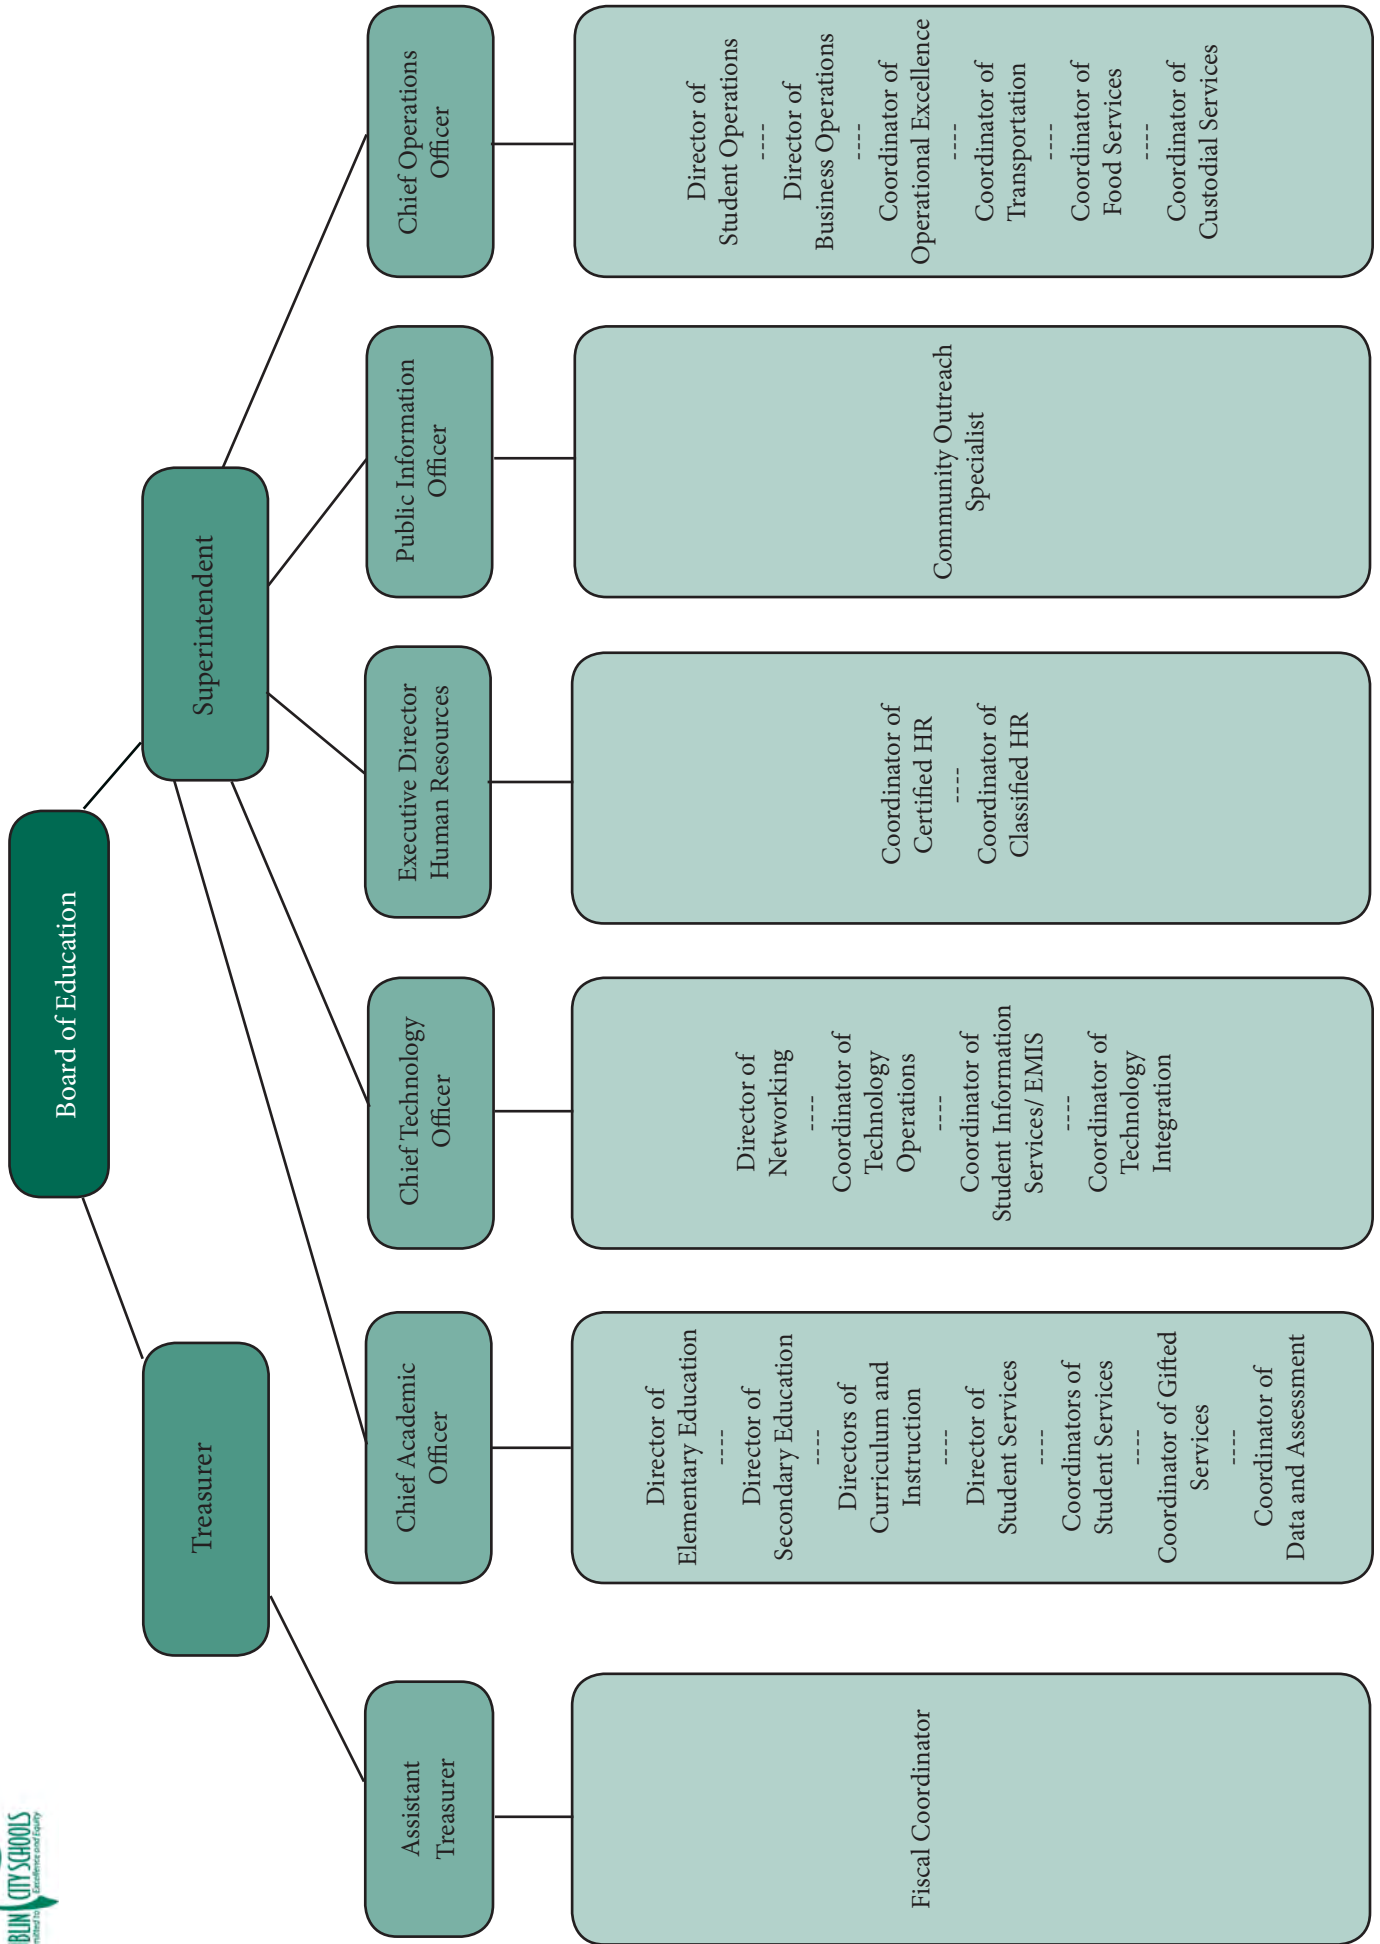 BLIN CITY SCHOOLS
Excellence and Equity
Board of Education
Treasurer
Superintendent
Assistant
Treasurer
Chief Academic
Officer
Chief Technology
Officer
Executive Director
Human Resources
Public Information
Officer
Chief Operations
Officer
Fiscal Coordinator
Director of
Elementary Education
----
Director of
Secondary Education
----
Directors of
Curriculum and
Instruction
----
Director of
Student Services
----
Coordinators of
Student Services
----
Coordinator of Gifted
Services
----
Coordinator of
Data and Assessment
Director of
Networking
----
Coordinator of
Technology
Operations
----
Coordinator of
Student Information
Services/ EMIS
----
Coordinator of
Technology
Integration
Coordinator of
Certified HR
----
Coordinator of
Classified HR
Community Outreach
Specialist
Director of
Student Operations
----
Director of
Business Operations
----
Coordinator of
Operational Excellence
----
Coordinator of
Transportation
----
Coordinator of
Food Services
----
Coordinator of
Custodial Services